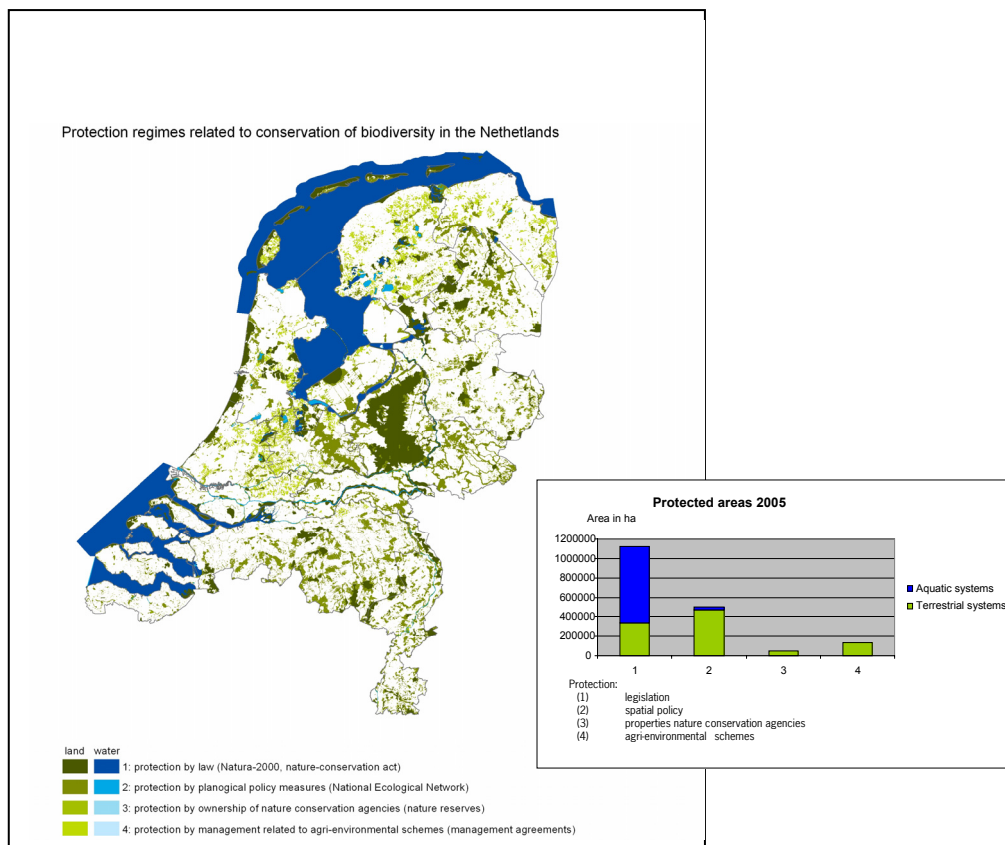 Protection regimes related to conservation of biodiversity in the Nethetlands
land water
1: protection by law (Natura-2000, nature-conservation act)
2: protection by planogical policy measures (National Ecological Network)
3: protection by ownership of nature conservation agencies (nature reserves)
4: protection by management related to agri-environmental schemes (management agreements)
Protected areas 2005
Area in ha
1200000
1000000
800000
600000
400000
200000
0
1 2 3 4
Aquatic systems
Terrestrial systems
Protection:
(1) legislation
(2) spatial policy
(3) properties nature conservation agencies
(4) agri-environmental schemes